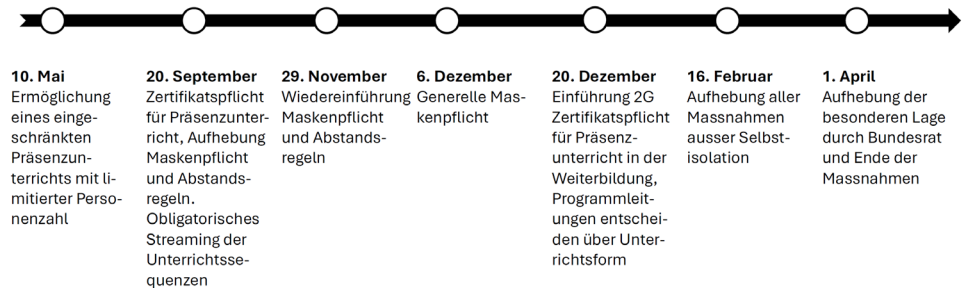 10. Mai
Ermöglichung
eines einge-
schränkten
Präsenzun-
terrichts mit li-
mitierter Perso-
nenzahl
20. September
Zertifikatspflicht
für Präsenzunter-
richt, Aufhebung
Maskenpflicht
und Abstands-
regeln.
Obligatorisches
Streaming der
Unterrichtsse-
quenzen
29. November
Wiedereinführung
Maskenpflicht
und Abstands-
regeln
6. Dezember
Generelle Mas-
kenpflicht
20. Dezember
Einführung 2G
Zertifikatspflicht
für Präsenz-
unterricht in der
Weiterbildung,
Programmleit-
ungen entschei-
den über Unter-
richtsform
16. Februar
Aufhebung aller
Massnahmen
ausser Selbst-
isolation
1. April
Aufhebung der
besonderen Lage
durch Bundesrat
und Ende der
Massnahmen